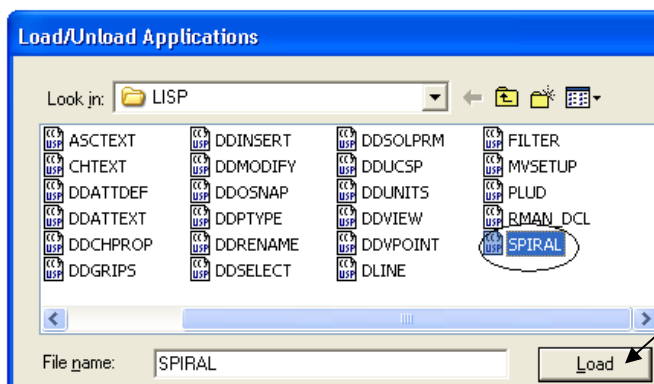 Load/Unload Applications
Look in: LISP
ASCTEXT DDINSERT DDSOLPRM FILTER
CHTEXT DDMODIFY DDUCSP MVSETUP
DDATTDEF DDOSNAP DDUNITS PLUD
DDATTEXT DDPTYPE DDVIEW RMAN_DCL
DDCHPROP DDRENAME DDVPOINT SPIRAL
DDGRIPS DDSELECT DLINE
File name: SPIRAL Load